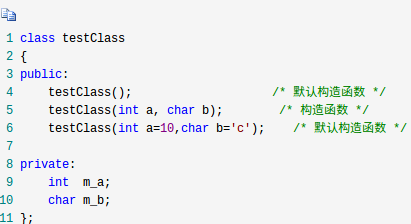 1 class testClass
2 {
3 public:
4     testClass();                    /* 默认构造函数 */
5     testClass(int a, char b);        /* 构造函数 */
6     testClass(int a=10,char b='c');    /* 默认构造函数 */
7
8 private:
9     int  m_a;
10     char m_b;
11 };